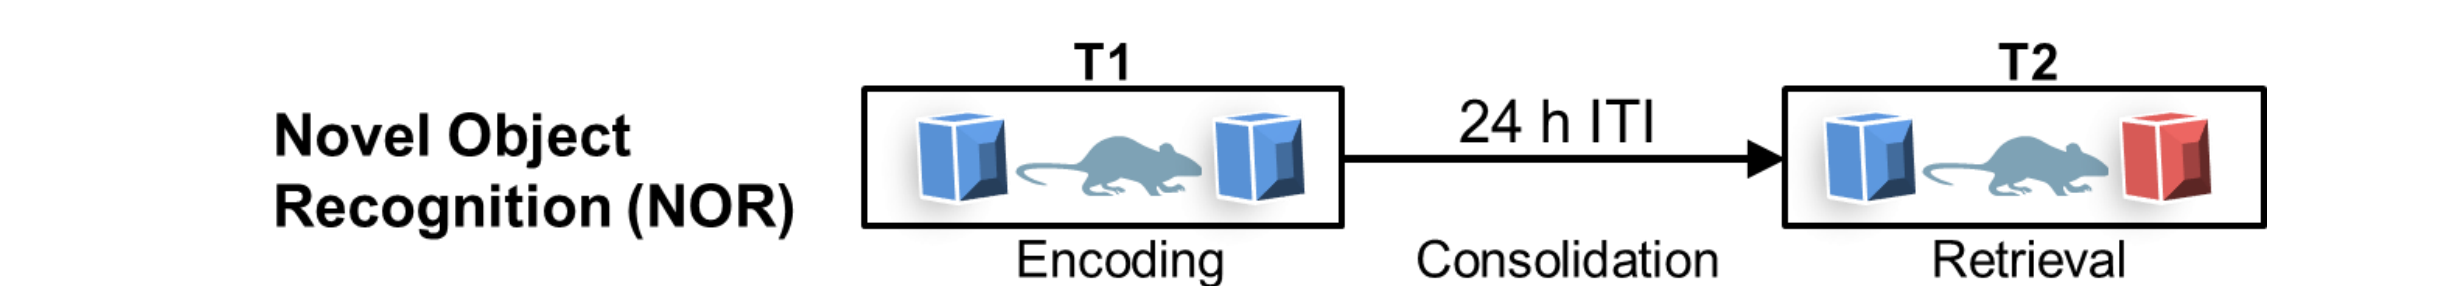 Novel Object
Recognition (NOR)
T1
Encoding
24 h ITI
Consolidation
T2
Retrieval